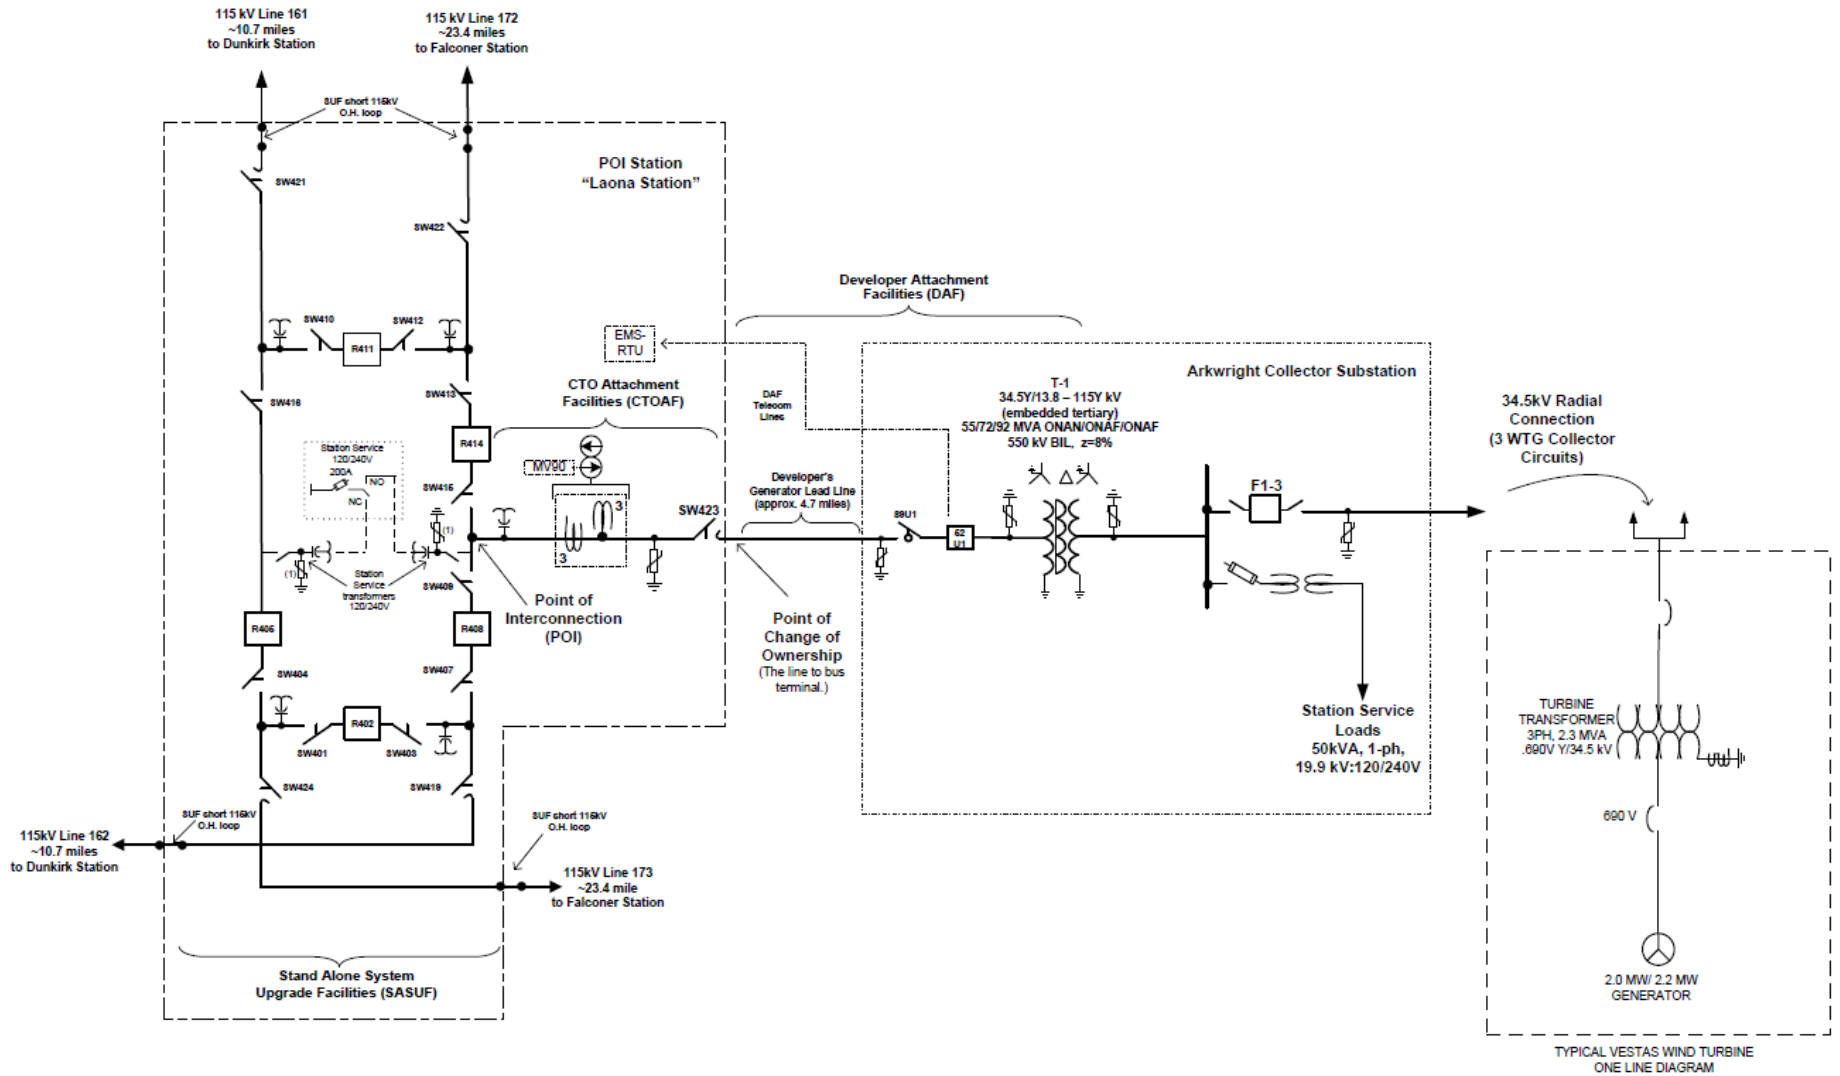 115 kV Line 161
~10.7 miles
to Dunkirk Station
115 kV Line 172
~23.4 miles
to Falconer Station
SUF short 115kV
O.H. loop
POI Station
"Laona Station"
SW421
SW422
SW410
SW412
R411
SW416
SW413
R414
SW415
Station Service
120/240V
200A
NO
NC
(1)
(1)
Station
Service
transformers
120/240V
SW409
R405
R408
SW404
SW407
R402
SW401
SW403
SW424
SW419
SUF short 115kV
O.H. loop
115kV Line 162
~10.7 miles
to Dunkirk Station
SUF short 115kV
O.H. loop
115kV Line 173
~23.4 mile
to Falconer Station
Stand Alone System
Upgrade Facilities (SASUF)
EMS-
RTU
CTO Attachment
Facilities (CTOAF)
MV90
3
3
SW423
Point of
Interconnection
(POI)
Developer Attachment
Facilities (DAF)
DAF
Telecom
Lines
Developer's
Generator Lead Line
(approx. 4.7 miles)
Point of
Change of
Ownership
(The line to bus
terminal.)
Arkwright Collector Substation
T-1
34.5Y/13.8 – 115Y kV
(embedded tertiary)
55/72/92 MVA ONAN/ONAF/ONAF
550 kV BIL, z=8%
89U1
52
U1
F1-3
Station Service
Loads
50kVA, 1-ph,
19.9 kV:120/240V
34.5kV Radial
Connection
(3 WTG Collector
Circuits)
TURBINE
TRANSFORMER
3PH, 2.3 MVA
.690V Y/34.5 kV
690 V
2.0 MW/ 2.2 MW
GENERATOR
TYPICAL VESTAS WIND TURBINE
ONE LINE DIAGRAM